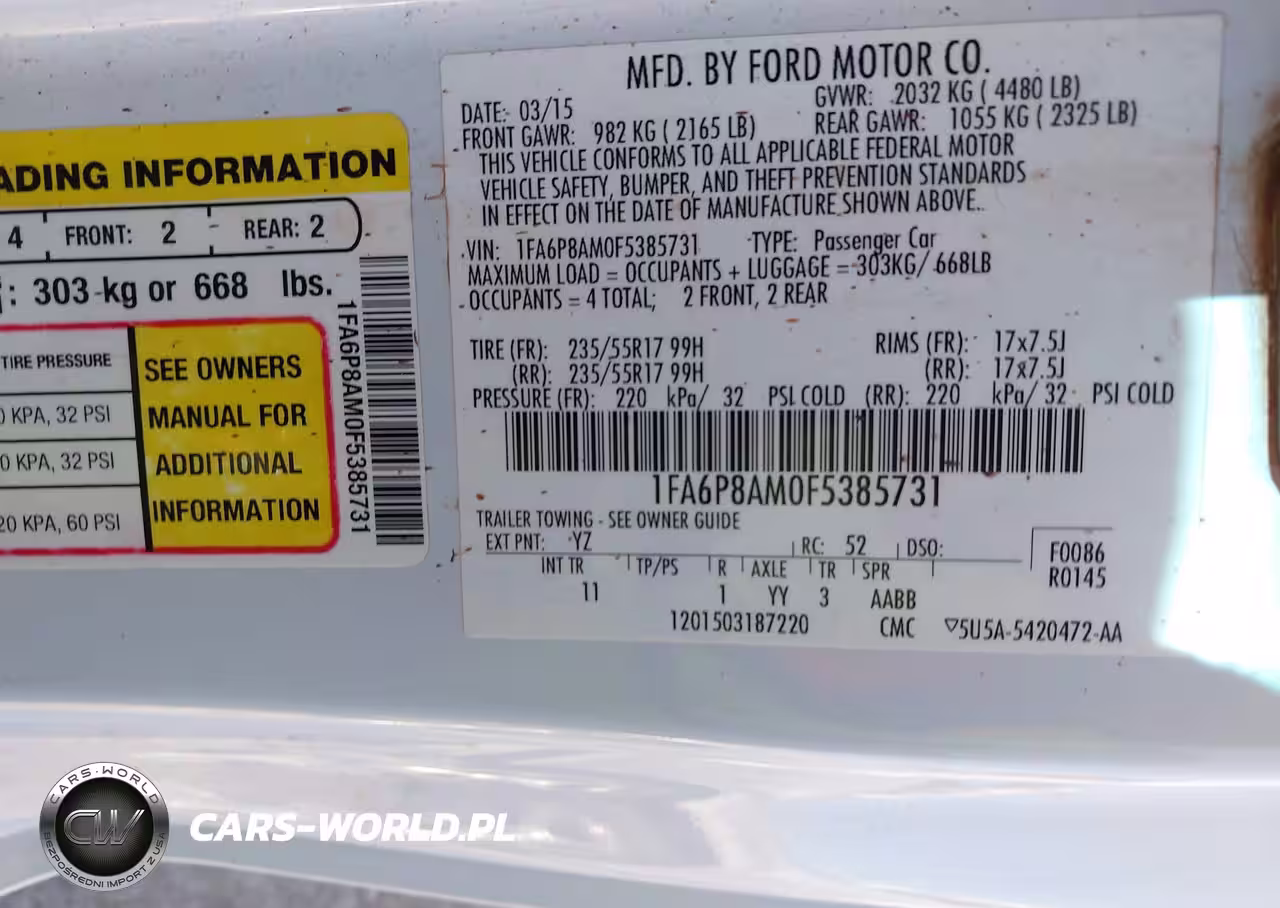 ADING INFORMATION
4 FRONT: 2 REAR: 2
: 303 kg or 668 lbs.
TIRE PRESSURE
0 KPA, 32 PSI
0 KPA, 32 PSI
20 KPA, 60 PSI
SEE OWNERS
MANUAL FOR
ADDITIONAL
INFORMATION
1FA6P8AM0F5385731
MFD. BY FORD MOTOR CO.
DATE: 03/15 GVWR: 2032 KG ( 4480 LB)
FRONT GAWR: 982 KG ( 2165 LB) REAR GAWR: 1055 KG ( 2325 LB)
THIS VEHICLE CONFORMS TO ALL APPLICABLE FEDERAL MOTOR
VEHICLE SAFETY, BUMPER, AND THEFT PREVENTION STANDARDS
IN EFFECT ON THE DATE OF MANUFACTURE SHOWN ABOVE.
VIN: 1FA6P8AM0F5385731 TYPE: Passenger Car
MAXIMUM LOAD = OCCUPANTS + LUGGAGE = 303KG/ 668LB
OCCUPANTS = 4 TOTAL; 2 FRONT, 2 REAR
TIRE (FR): 235/55R17 99H RIMS (FR): 17x7.5J
(RR): 235/55R17 99H (RR): 17x7.5J
PRESSURE (FR): 220 kPa/ 32 PSI COLD (RR): 220 kPa/ 32 PSI COLD
1FA6P8AM0F5385731
TRAILER TOWING - SEE OWNER GUIDE
EXT PNT: YZ RC: 52 DSO: F0086
INT TR TP/PS R AXLE TR SPR R0145
11 1 YY 3 AABB
1201503187220 CMC ▽5U5A-5420472-AA
CARS-WORLD
CW
BEZPOŚREDNI IMPORT Z USA
CARS-WORLD.PL